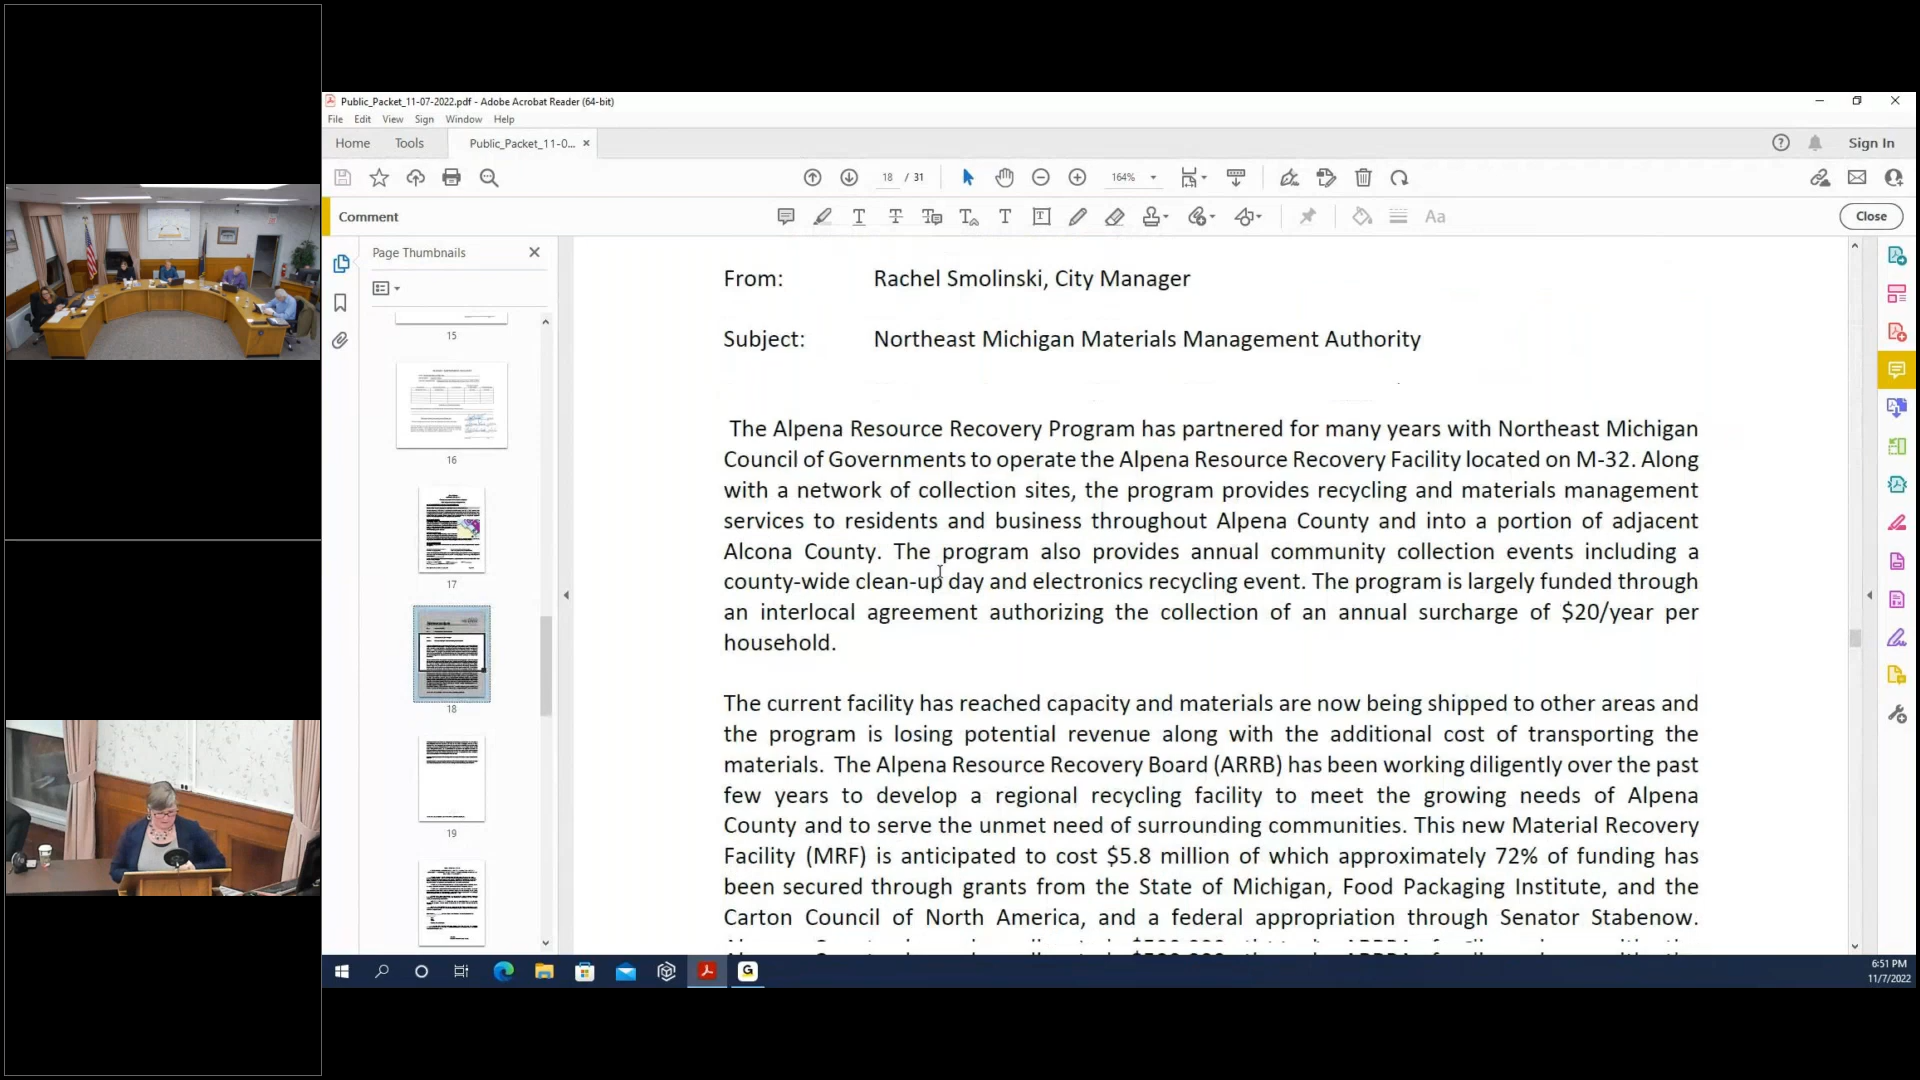 Public_Packet_11-07-2022.pdf - Adobe Acrobat Reader (64-bit)
File Edit View Sign Window Help
Home Tools Public_Packet_11-0... Sign In
18 / 31 164%
Comment Close
Page Thumbnails
15
16
17
18
19
From: Rachel Smolinski, City Manager
Subject: Northeast Michigan Materials Management Authority
The Alpena Resource Recovery Program has partnered for many years with Northeast Michigan
Council of Governments to operate the Alpena Resource Recovery Facility located on M-32. Along
with a network of collection sites, the program provides recycling and materials management
services to residents and business throughout Alpena County and into a portion of adjacent
Alcona County. The program also provides annual community collection events including a
county-wide clean-up day and electronics recycling event. The program is largely funded through
an interlocal agreement authorizing the collection of an annual surcharge of $20/year per
household.
The current facility has reached capacity and materials are now being shipped to other areas and
the program is losing potential revenue along with the additional cost of transporting the
materials. The Alpena Resource Recovery Board (ARRB) has been working diligently over the past
few years to develop a regional recycling facility to meet the growing needs of Alpena
County and to serve the unmet need of surrounding communities. This new Material Recovery
Facility (MRF) is anticipated to cost $5.8 million of which approximately 72% of funding has
been secured through grants from the State of Michigan, Food Packaging Institute, and the
Carton Council of North America, and a federal appropriation through Senator Stabenow.
6:51 PM
11/7/2022